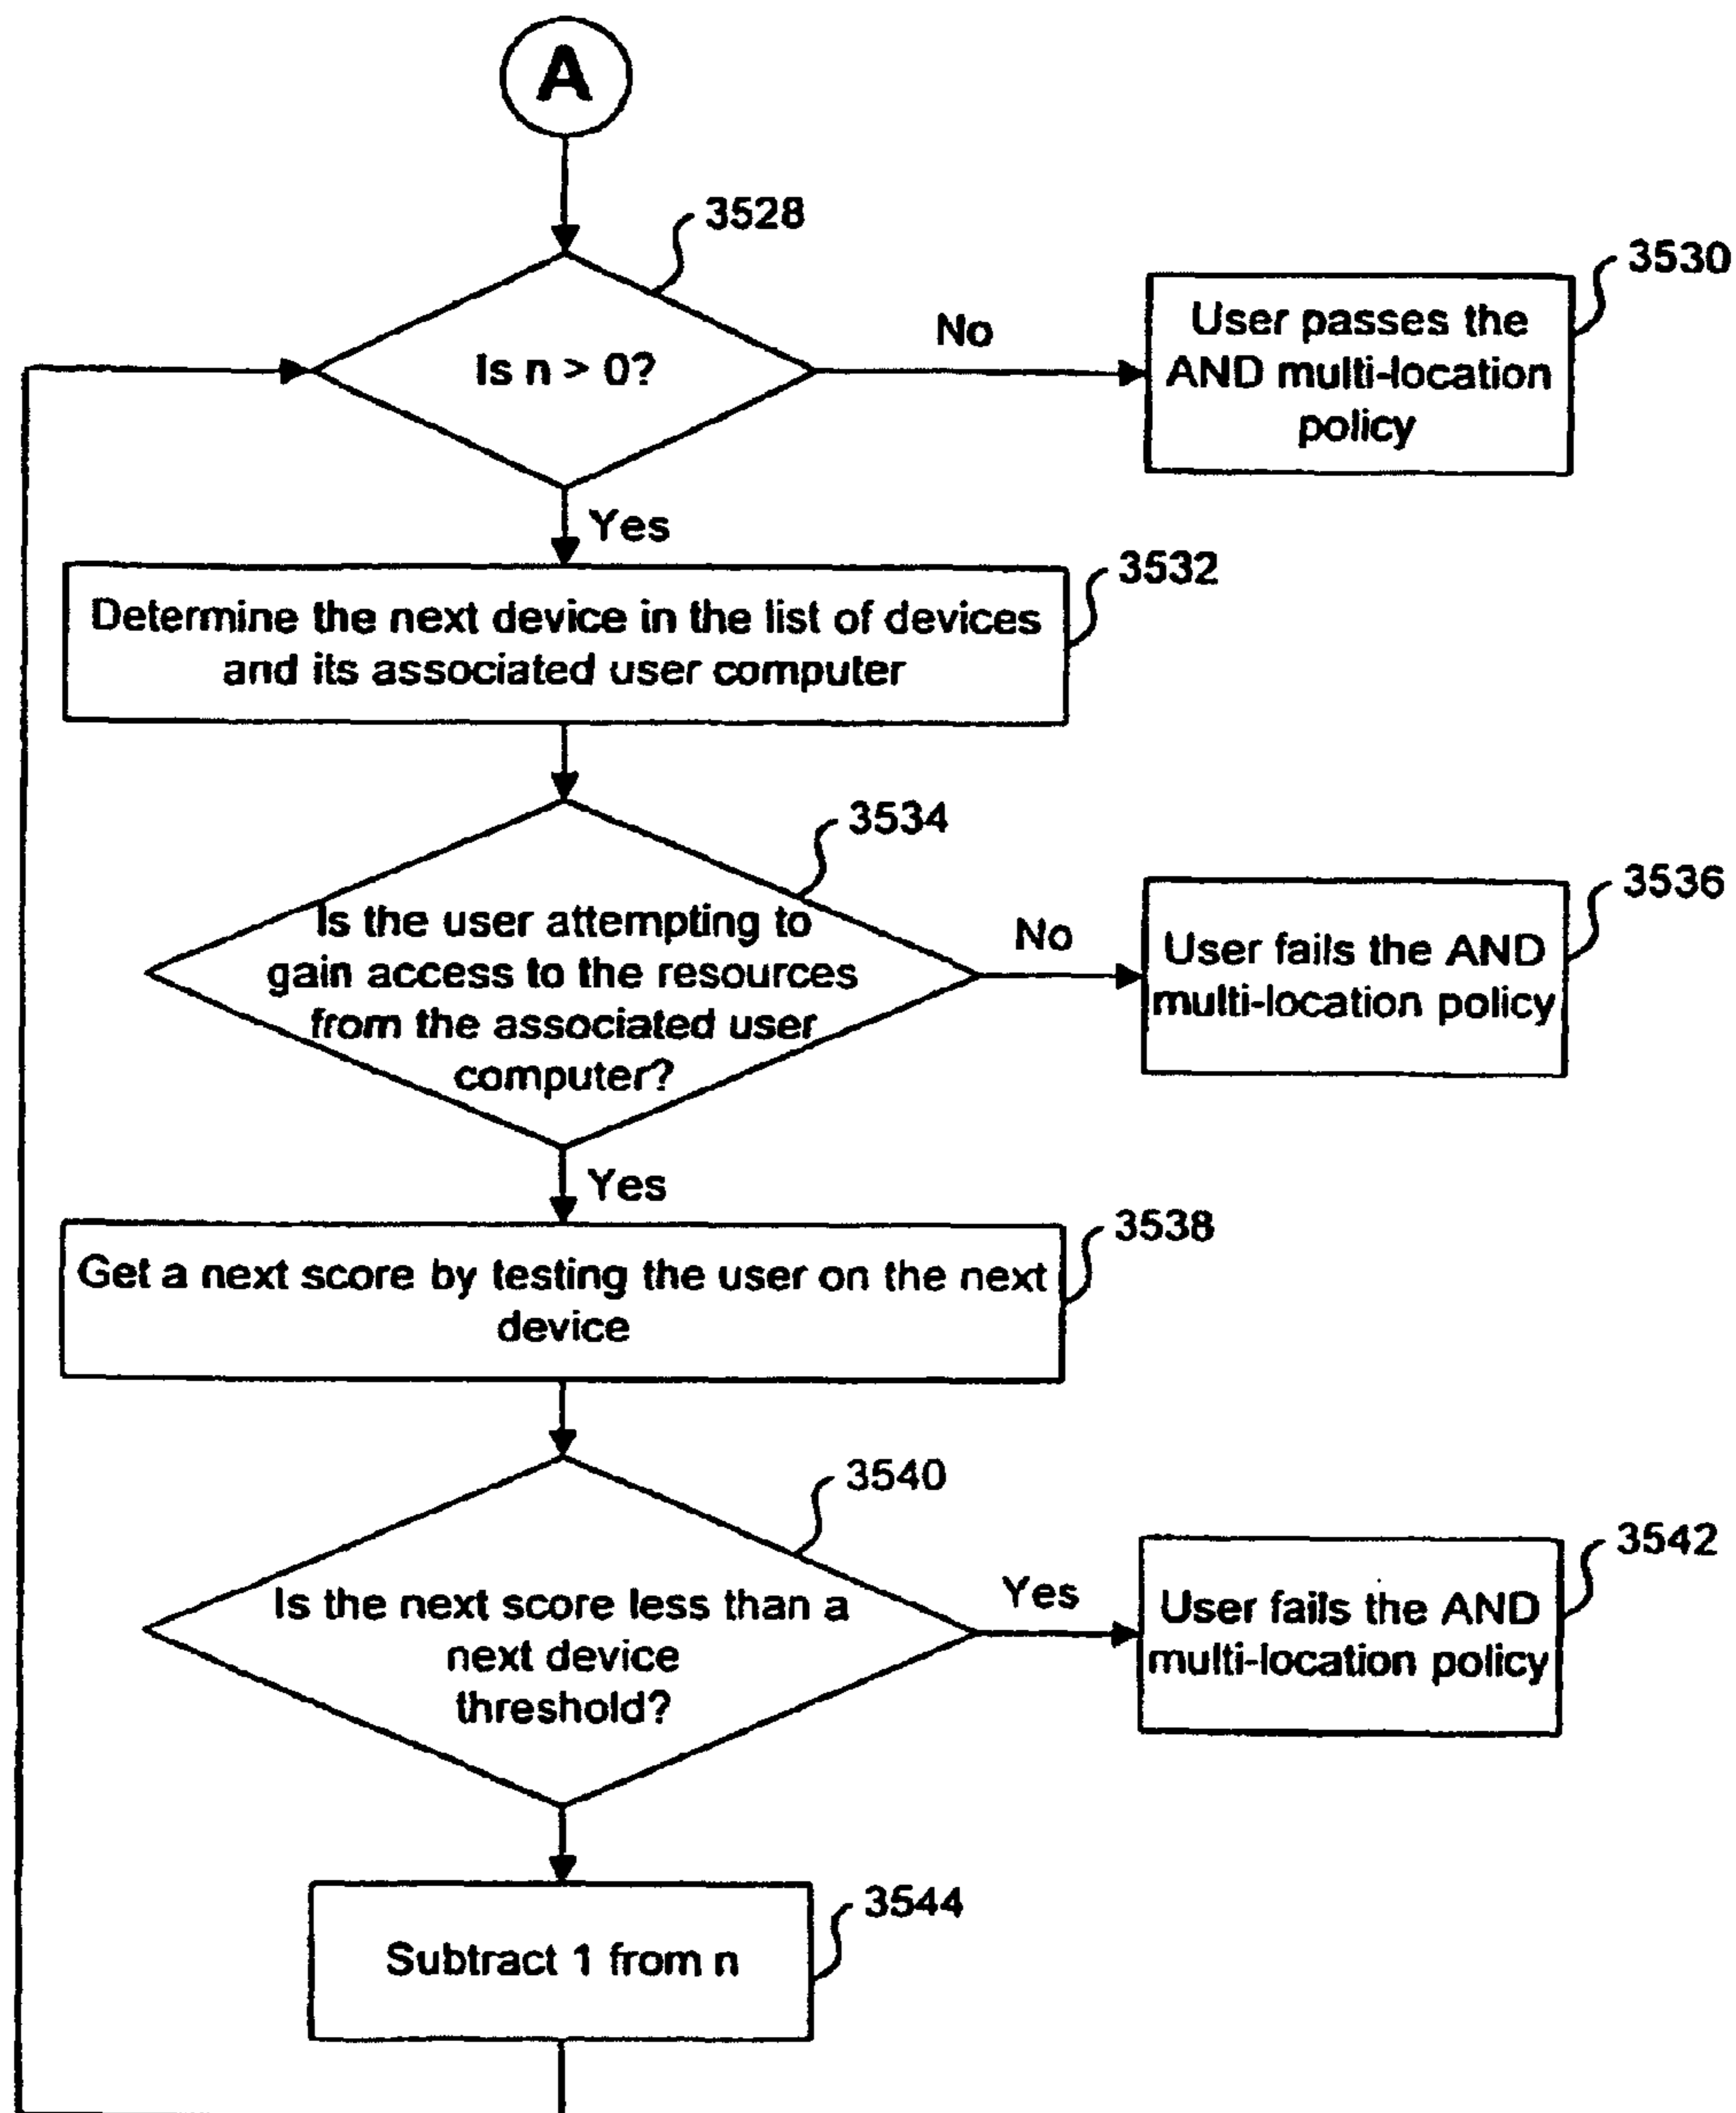 A
3528
3530
Is n > 0?
No
User passes the
AND multi-location
policy
Yes
3532
Determine the next device in the list of devices
and its associated user computer
3534
3536
Is the user attempting to
gain access to the resources
from the associated user
computer?
No
User fails the AND
multi-location policy
Yes
3538
Get a next score by testing the user on the next
device
3540
3542
Is the next score less than a
next device
threshold?
Yes
User fails the AND
multi-location policy
3544
Subtract 1 from n